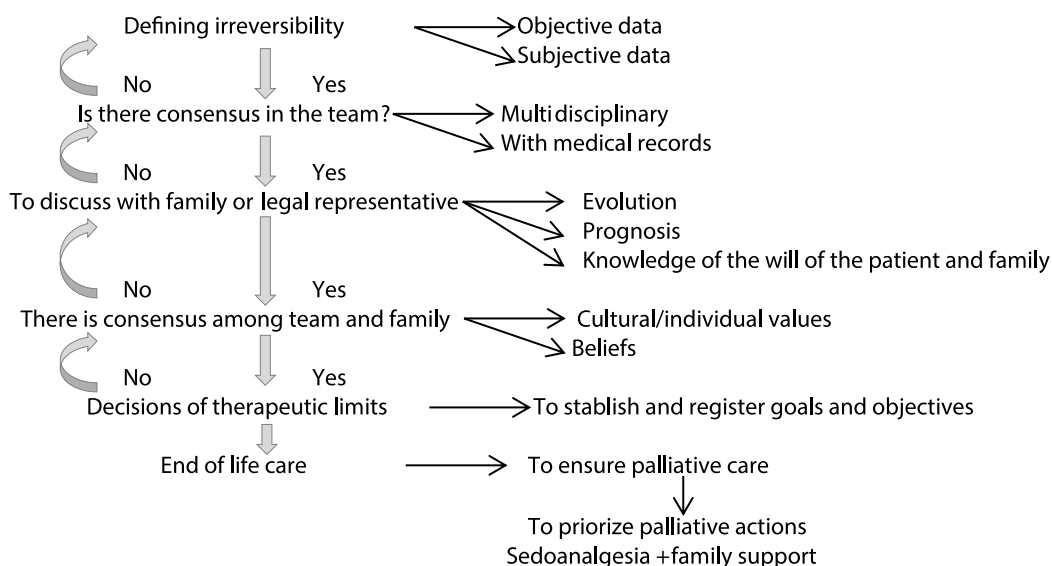 Defining irreversibility
Objective data
Subjective data
No
Yes
Is there consensus in the team?
Multi disciplinary
With medical records
No
Yes
To discuss with family or legal representative
Evolution
Prognosis
Knowledge of the will of the patient and family
No
Yes
There is consensus among team and family
Cultural/individual values
Beliefs
No
Yes
Decisions of therapeutic limits
To stablish and register goals and objectives
End of life care
To ensure palliative care
To priorize palliative actions
Sedoanalgesia +family support